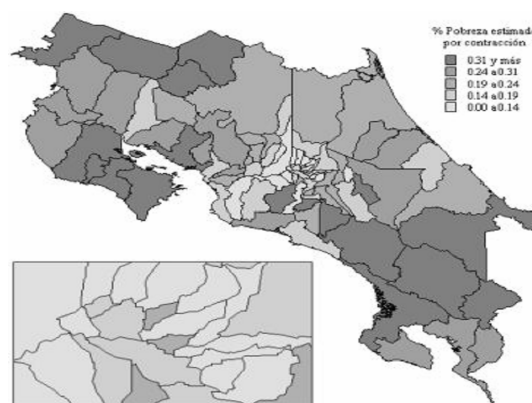 % Pobreza estimada
por contracción
0.31 y más
0.24 a 0.31
0.19 a 0.24
0.14 a 0.19
0.00 a 0.14